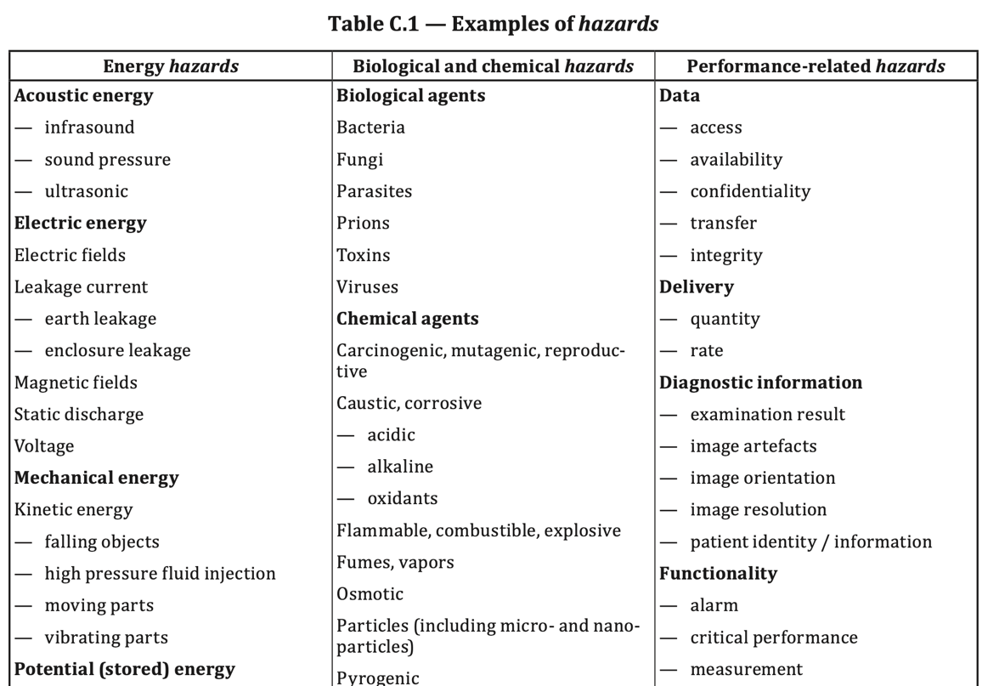 Table C.1 — Examples of hazards
Energy hazards
Acoustic energy
— infrasound
— sound pressure
— ultrasonic
Electric energy
Electric fields
Leakage current
— earth leakage
— enclosure leakage
Magnetic fields
Static discharge
Voltage
Mechanical energy
Kinetic energy
— falling objects
— high pressure fluid injection
— moving parts
— vibrating parts
Potential (stored) energy
Biological and chemical hazards
Biological agents
Bacteria
Fungi
Parasites
Prions
Toxins
Viruses
Chemical agents
Carcinogenic, mutagenic, reproduc-
tive
Caustic, corrosive
— acidic
— alkaline
— oxidants
Flammable, combustible, explosive
Fumes, vapors
Osmotic
Particles (including micro- and nano-
particles)
Pyrogenic
Performance-related hazards
Data
— access
— availability
— confidentiality
— transfer
— integrity
Delivery
— quantity
— rate
Diagnostic information
— examination result
— image artefacts
— image orientation
— image resolution
— patient identity / information
Functionality
— alarm
— critical performance
— measurement